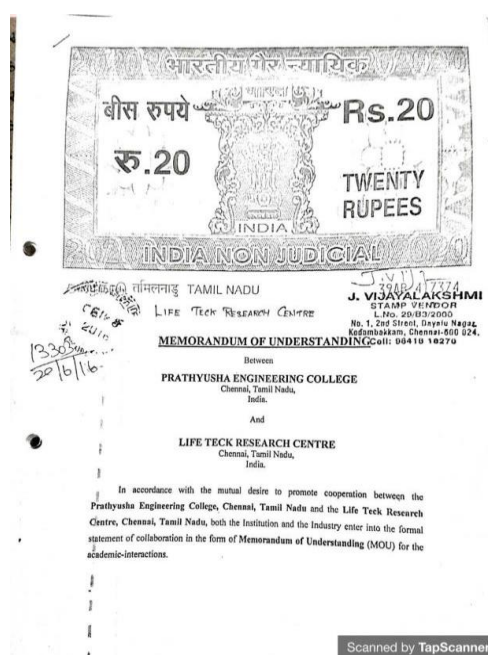 भारतीय गैर न्यायिक
बीस रुपये
Rs.20
रु.20
TWENTY
RUPEES
INDIA
INDIA NON JUDICIAL
तमिलनाडु TAMIL NADU
LIFE TECK RESEARCH CENTRE
J. VIJAYALAKSHMI
STAMP VENDOR
L.No. 29/B3/2000
No. 1, 2nd Street, Dayalu Nagar,
Kodambakkam, Chennai-600 024.
Cell: 98410 18270
20/6/16
MEMORANDUM OF UNDERSTANDING
Between
PRATHYUSHA ENGINEERING COLLEGE
Chennai, Tamil Nadu,
India.
And
LIFE TECK RESEARCH CENTRE
Chennai, Tamil Nadu,
India.
In accordance with the mutual desire to promote cooperation between the
Prathyusha Engineering College, Chennai, Tamil Nadu and the Life Teck Research
Centre, Chennai, Tamil Nadu, both the Institution and the Industry enter into the formal
statement of collaboration in the form of Memorandum of Understanding (MOU) for the
academic-interactions.
Scanned by TapScanner